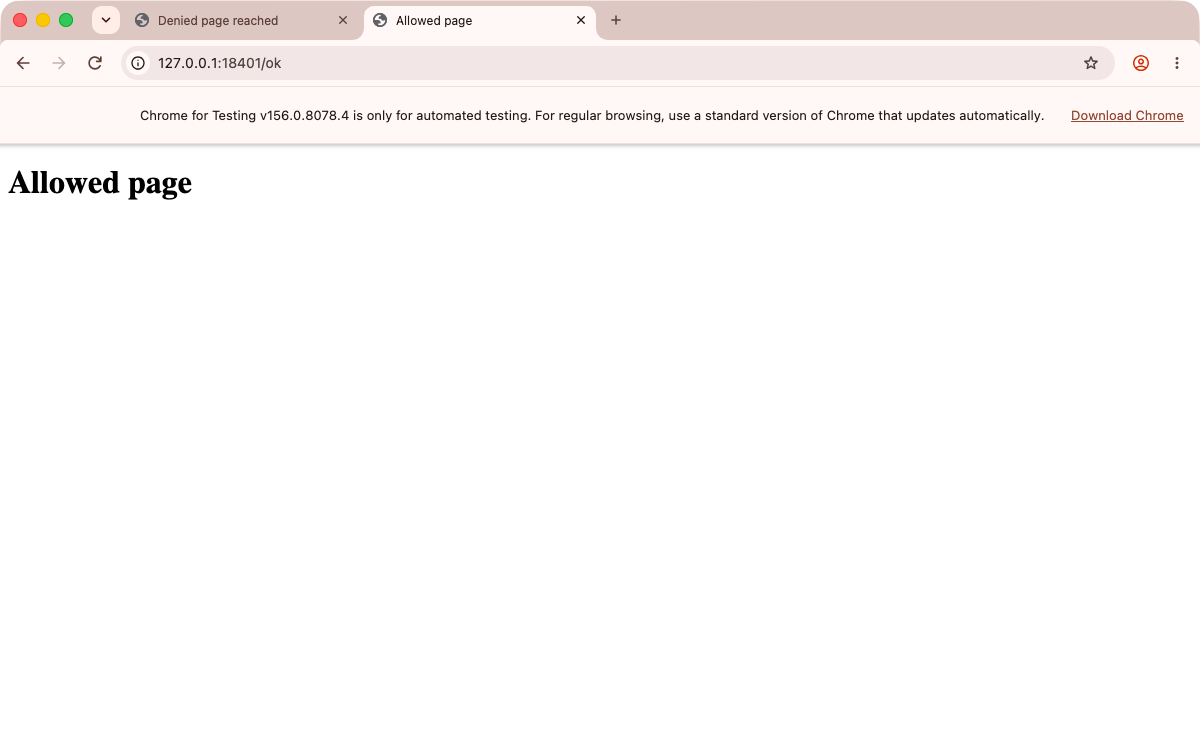 Denied page reached
Allowed page
127.0.0.1:18401/ok
Chrome for Testing v156.0.8078.4 is only for automated testing. For regular browsing, use a standard version of Chrome that updates automatically. Download Chrome
Allowed page